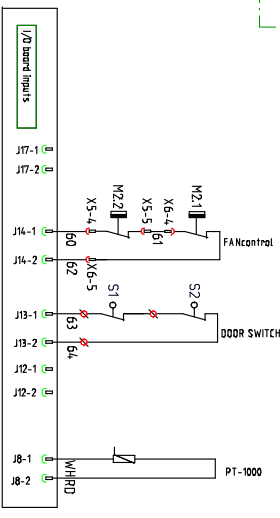 I/O board inputs
J17-1
J17-2
M2.2
M2.1
X5-4
X5-5
X6-4
J14-1
60
61
FANcontrol
J14-2
62
X6-5
S1
S2
J13-1
63
DOOR SWITCH
J13-2
64
J12-1
J12-2
J8-1
WH
RD
PT-1000
J8-2